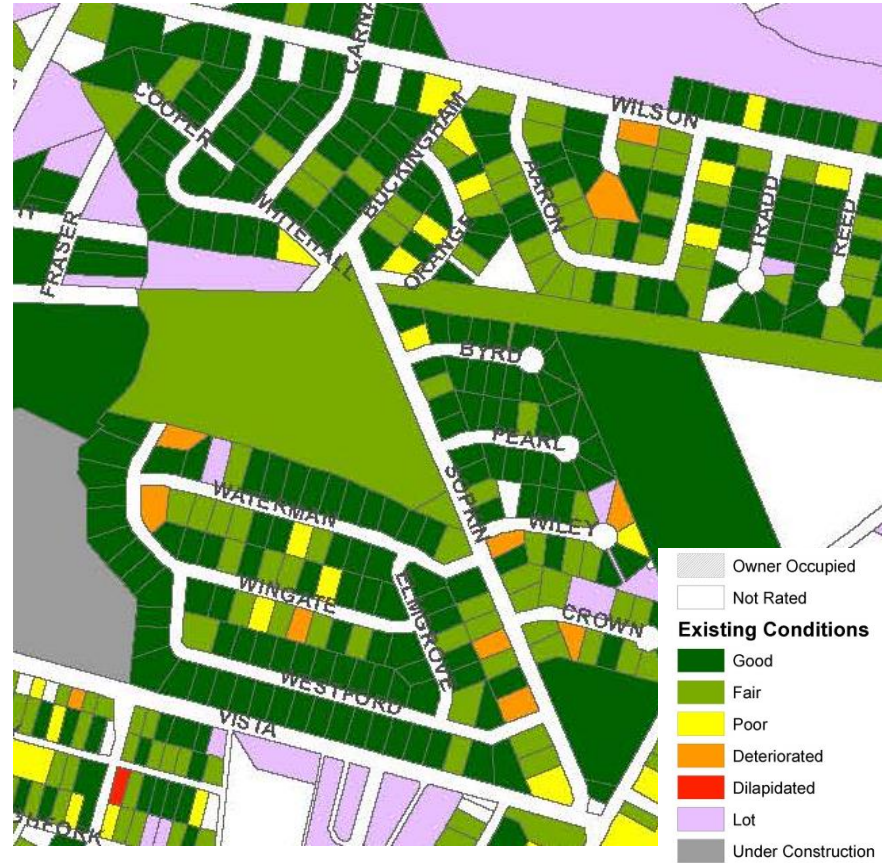 CARNA
COOPER
WILSON
BUCKINGHAM
AARON
WHITEHALL
TRADD
REED
ORANGE
FRASER
BYRD
PEARL
SOPKIN
WATERMAN
WILEY
WINGATE
ELMGROVE
CROWN
WESTFORD
VISTA
Owner Occupied
Not Rated
Existing Conditions
Good
Fair
Poor
Deteriorated
Dilapidated
Lot
Under Construction